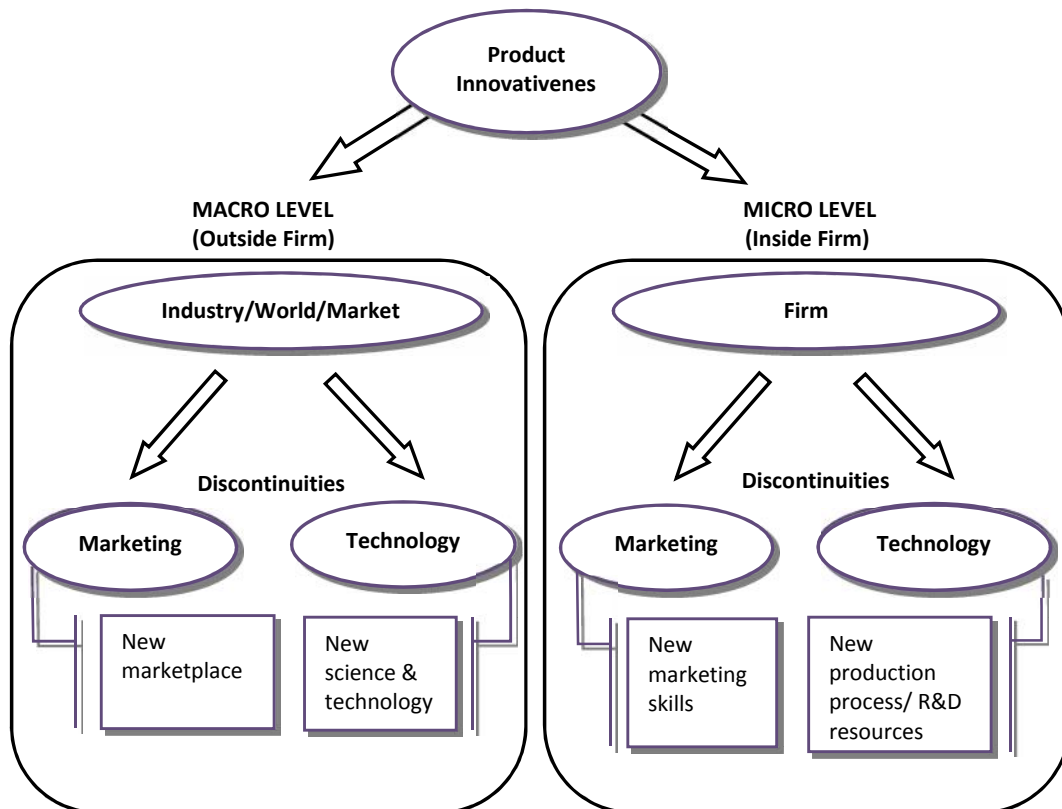 Product
Innovativenes
MACRO LEVEL
(Outside Firm)
MICRO LEVEL
(Inside Firm)
Industry/World/Market
Firm
Discontinuities
Discontinuities
Marketing
Technology
Marketing
Technology
New
marketplace
New
science &
technology
New
marketing
skills
New
production
process/ R&D
resources